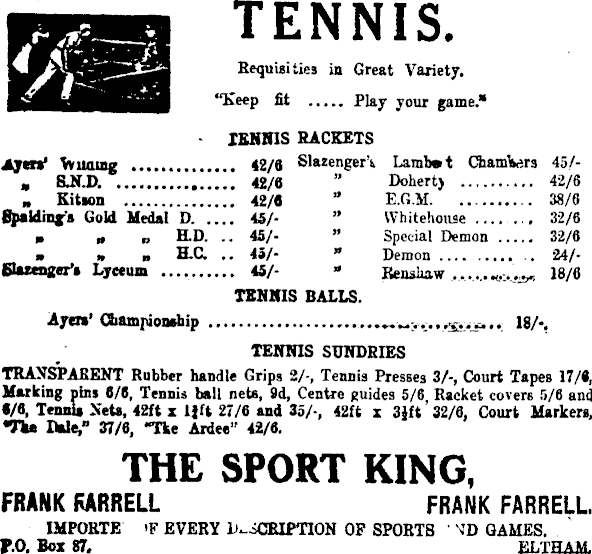 TENNIS.
Requisities in Great Variety.
"Keep fit ..... Play your game."
TENNIS RACKETS
Ayers' Wilding .............. 42/6
„ S.N.D. ................ 42/6
„ Kitson ................ 42/6
Spalding's Gold Medal D. .... 45/-
„ „ „ H.D. .. 45/-
„ „ „ H.C. .. 45/-
Slazenger's Lyceum .......... 45/-
Slazenger's Lambert Chambers 45/-
" Doherty .......... 42/6
" E.G.M. .......... 38/6
" Whitehouse ....... 32/6
" Special Demon ..... 32/6
" Demon ............ 24/-
" Renshaw ............ 18/6
TENNIS BALLS.
Ayers' Championship .......................................... 18/-.
TENNIS SUNDRIES
TRANSPARENT Rubber handle Grips 2/-, Tennis Presses 3/-, Court Tapes 17/6,
Marking pins 6/6, Tennis ball nets, 9d, Centre guides 5/6, Racket covers 5/6 and
6/6, Tennis Nets, 42ft x 1½ft 27/6 and 35/-, 42ft x 3½ft 32/6, Court Markers,
"The Dale," 37/6, "The Ardee" 42/6.
THE SPORT KING,
FRANK FARRELL FRANK FARRELL.
IMPORTE OF EVERY DESCRIPTION OF SPORTS AND GAMES.
P.O. Box 87. ELTHAM.